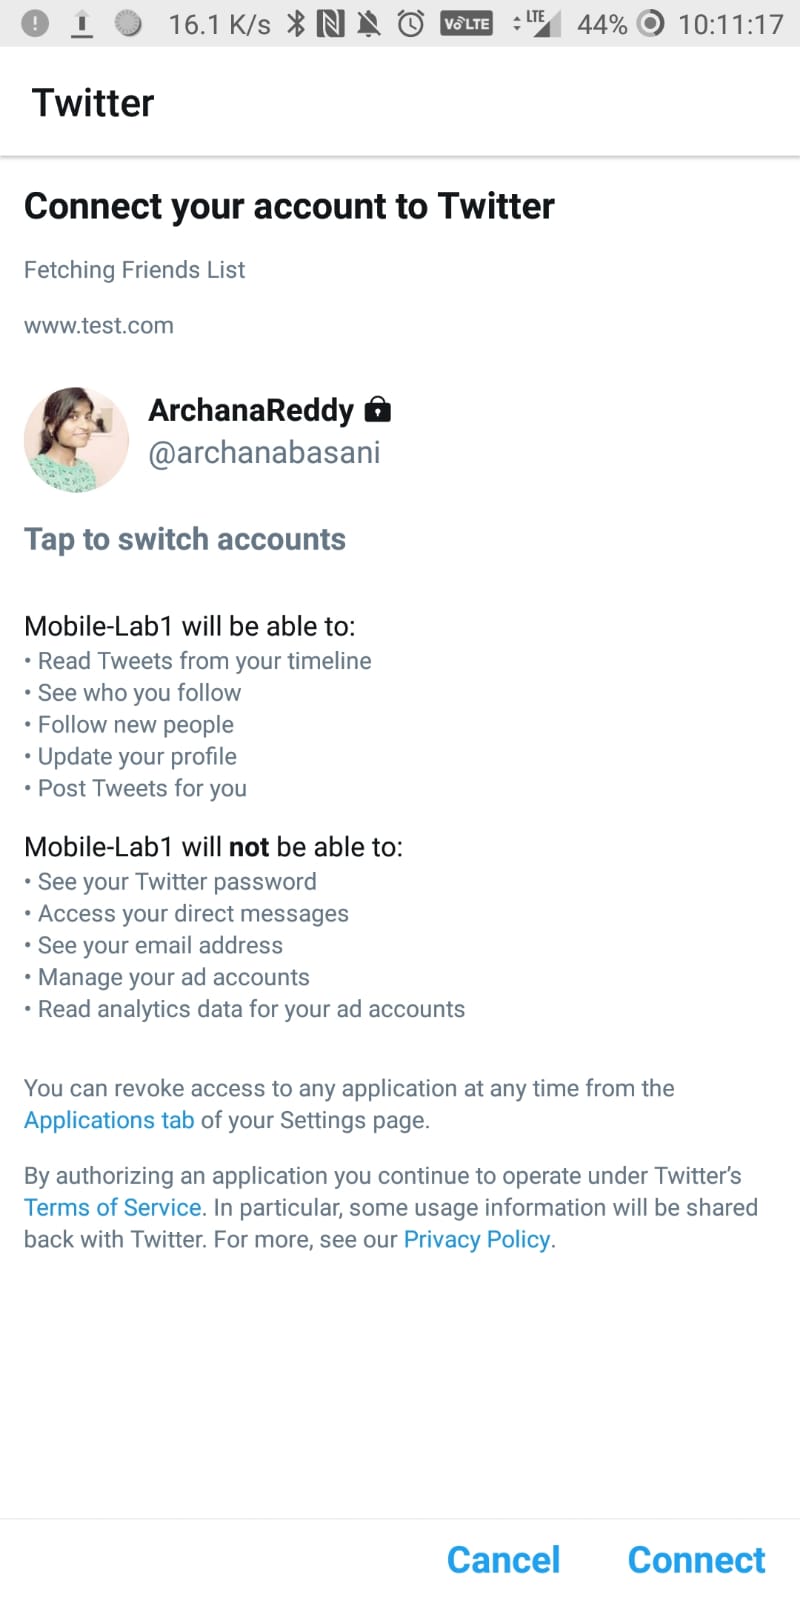 16.1 K/s VoLTE LTE 44% 10:11:17
Twitter
Connect your account to Twitter
Fetching Friends List
www.test.com
ArchanaReddy
@archanabasani
Tap to switch accounts
Mobile-Lab1 will be able to:
• Read Tweets from your timeline
• See who you follow
• Follow new people
• Update your profile
• Post Tweets for you
Mobile-Lab1 will not be able to:
• See your Twitter password
• Access your direct messages
• See your email address
• Manage your ad accounts
• Read analytics data for your ad accounts
You can revoke access to any application at any time from the
Applications tab of your Settings page.
By authorizing an application you continue to operate under Twitter’s
Terms of Service. In particular, some usage information will be shared
back with Twitter. For more, see our Privacy Policy.
Cancel Connect